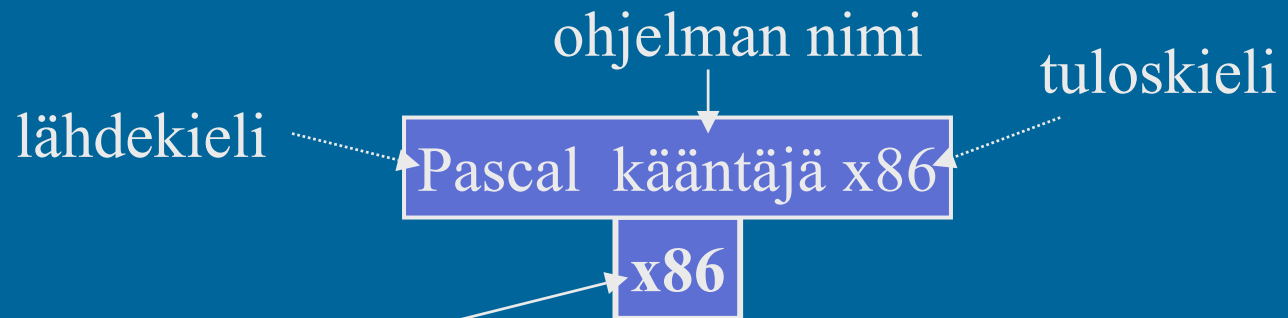 ohjelman nimi
tuloskieli
lähdekieli
Pascal kääntäjä x86
x86